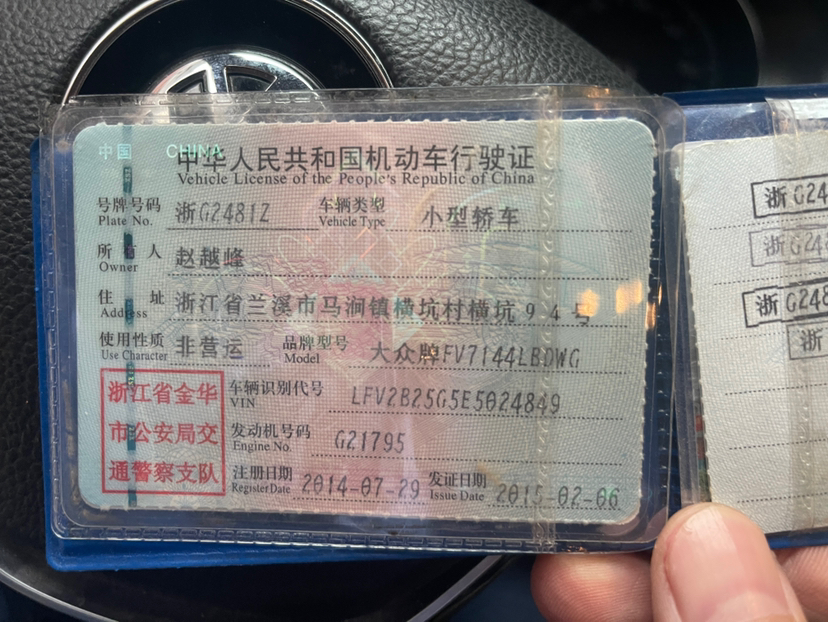 中国 CHINA
中华人民共和国机动车行驶证
Vehicle License of the People's Republic of China
号牌号码 浙G2481Z 车辆类型 小型轿车
Plate No. Vehicle Type
所有人 赵越峰
Owner
住址 浙江省兰溪市马涧镇横坑村横坑94号
Address
使用性质 非营运 品牌型号 大众牌FV7144LBDWG
Use Character Model
浙江省金华
市公安局交
通警察支队
车辆识别代号 LFV2B25G5E5024849
VIN
发动机号码 G21795
Engine No.
注册日期 2014-07-29 发证日期 2015-02-06
Register Date Issue Date
浙G24
浙G248
浙G248
浙